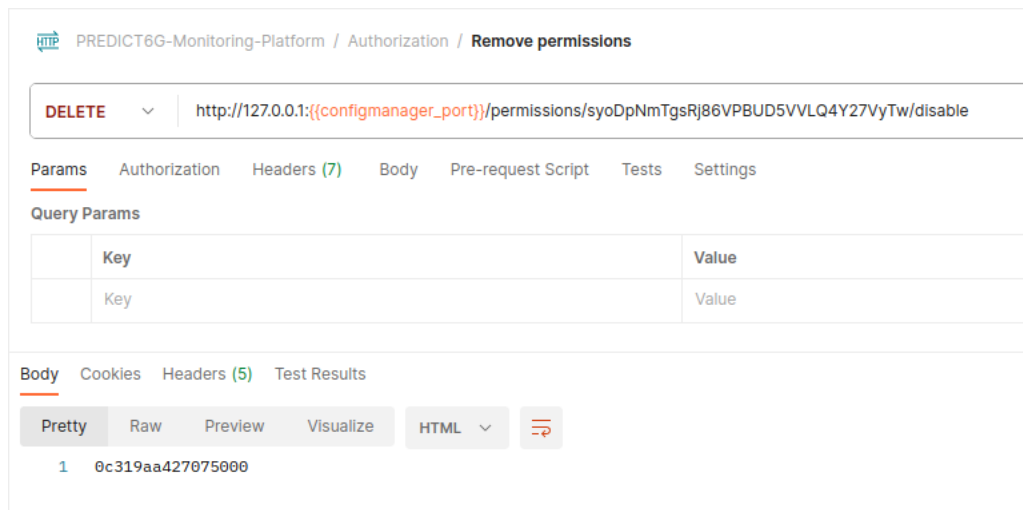 HTTP PREDICT6G-Monitoring-Platform / Authorization / Remove permissions
DELETE http://127.0.0.1:{{configmanager_port}}/permissions/syoDpNmTgsRj86VPBUD5VVLQ4Y27VyTw/disable
Params Authorization Headers (7) Body Pre-request Script Tests Settings
Query Params
Key Value
Key Value
Body Cookies Headers (5) Test Results
Pretty Raw Preview Visualize HTML
1 0c319aa427075000